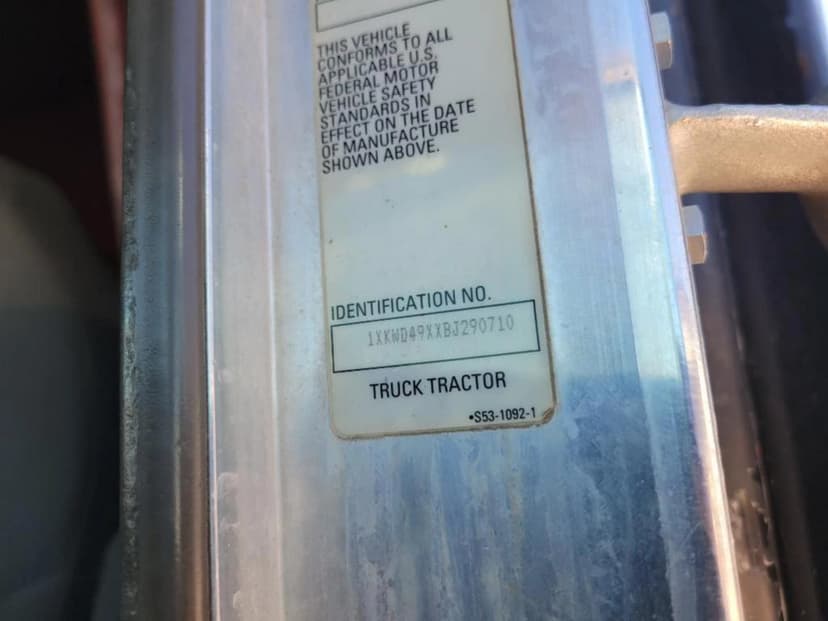 THIS VEHICLE
CONFORMS TO ALL
APPLICABLE U.S.
FEDERAL MOTOR
VEHICLE SAFETY
STANDARDS IN
EFFECT ON THE DATE
OF MANUFACTURE
SHOWN ABOVE.
IDENTIFICATION NO.
1XKWD49XXBJ290710
TRUCK TRACTOR
•S53-1092-1